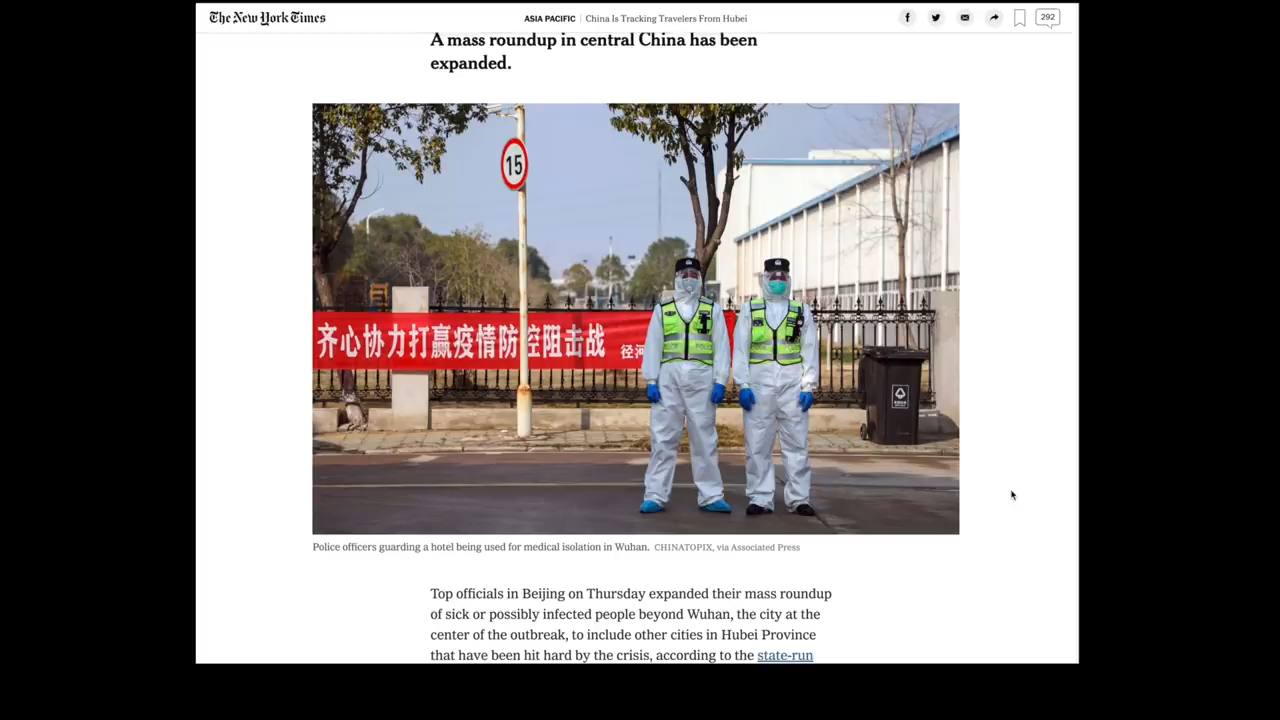 The New York Times
ASIA PACIFIC | China Is Tracking Travelers From Hubei
292
A mass roundup in central China has been
expanded.
15
齐心协力打赢疫情防控阻击战
径河
POLICE
Police officers guarding a hotel being used for medical isolation in Wuhan. CHINATOPIX, via Associated Press
Top officials in Beijing on Thursday expanded their mass roundup
of sick or possibly infected people beyond Wuhan, the city at the
center of the outbreak, to include other cities in Hubei Province
that have been hit hard by the crisis, according to the state-run